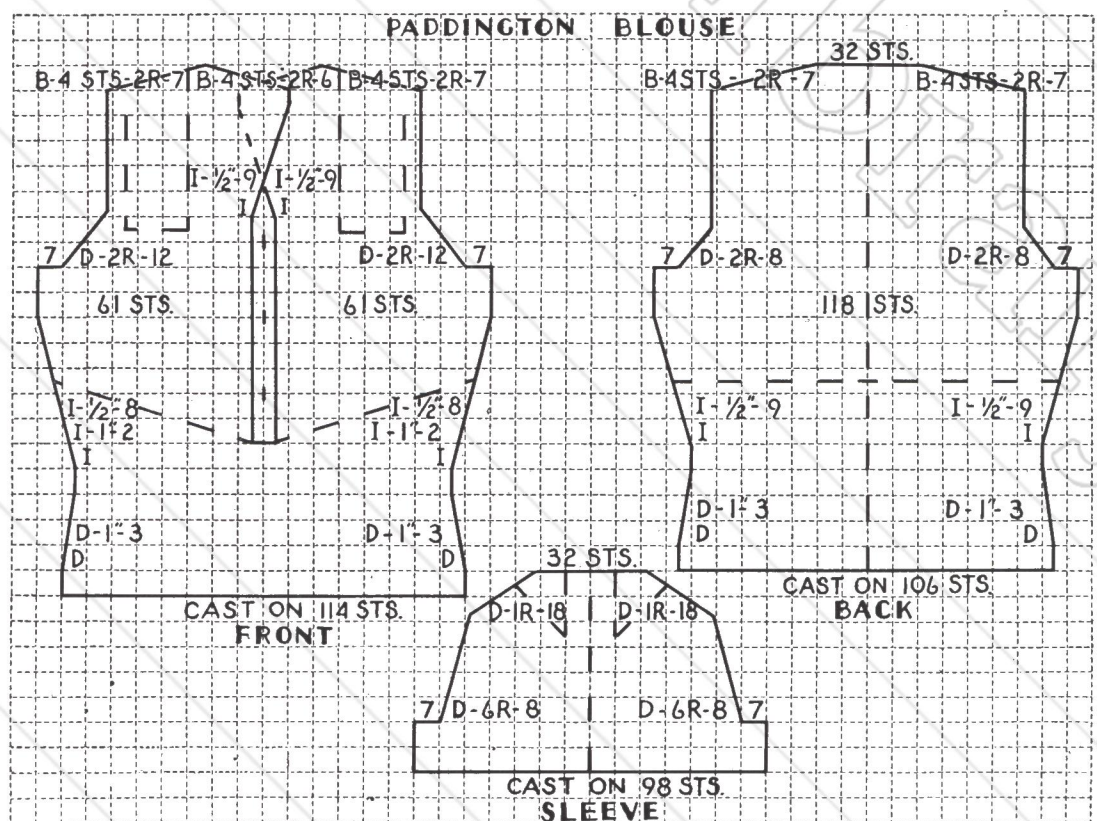 PADDINGTON BLOUSE
B-4 STS-2R-7 B-4 STS-2R-6 B-4 STS-2R-7
I-½"-9 I-½"-9
I I
7 D-2R-12 D-2R-12 7
61 STS. 61 STS.
I-½"-8 I-½"-8
I-1"-2 I-1"-2
I I
D-1"-3 D-1"-3
D D
CAST ON 114 STS.
FRONT
32 STS.
B-4 STS-2R-7 B-4 STS-2R-7
7 D-2R-8 D-2R-8 7
118 STS.
I-½"-9 I-½"-9
I I
D-1"-3 D-1"-3
D D
CAST ON 106 STS.
BACK
32 STS.
D-1R-18 D-1R-18
7 D-6R-8 D-6R-8 7
CAST ON 98 STS.
SLEEVE